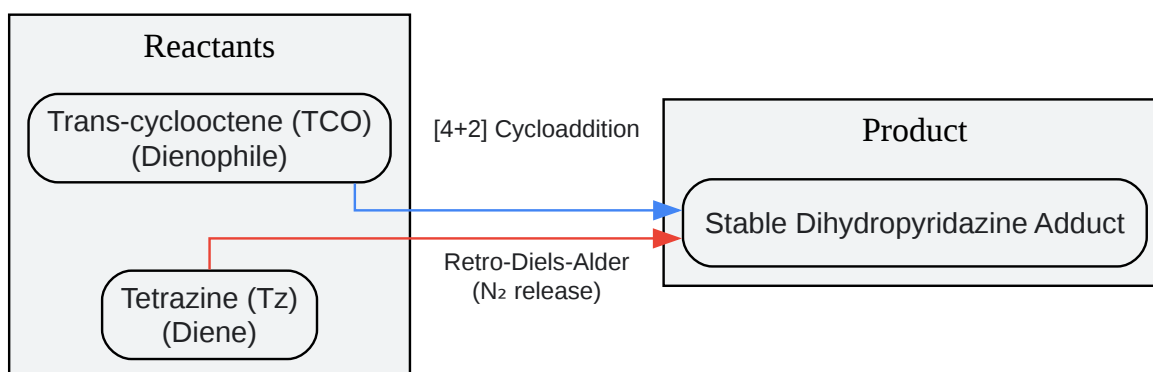 Reactants
Trans-cyclooctene (TCO)
(Dienophile)
Tetrazine (Tz)
(Diene)
[4+2] Cycloaddition
Retro-Diels-Alder
(N₂ release)
Product
Stable Dihydropyridazine Adduct